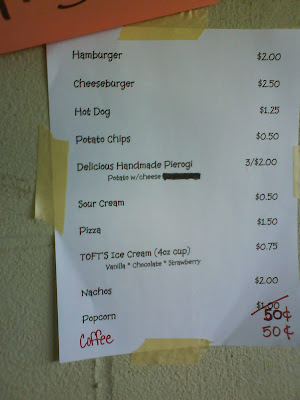 Hamburger $2.00
Cheeseburger $2.50
Hot Dog $1.25
Potato Chips $0.50
Delicious Handmade Pierogi 3/$2.00
Potato w/cheese
Sour Cream $0.50
Pizza $1.50
TOFT'S Ice Cream (4oz cup) $0.75
Vanilla * Chocolate * Strawberry
Nachos $2.00
Popcorn $1.00 50¢
Coffee 50¢